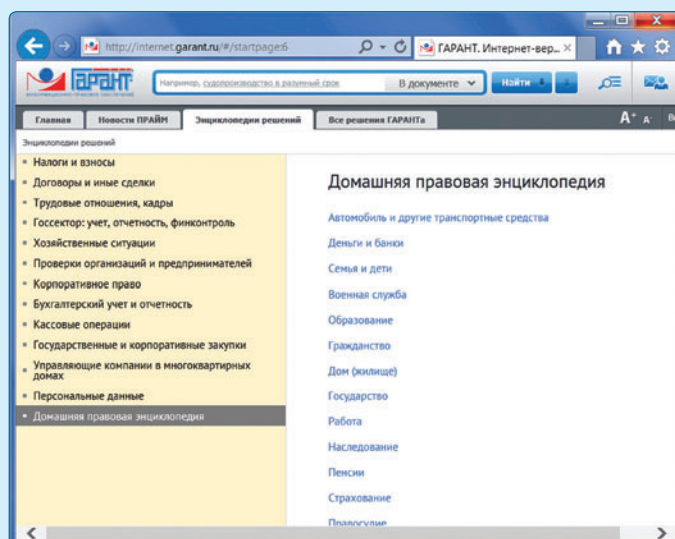 http://internet.garant.ru/#/startpage:6
ГАРАНТ. Интернет-вер...
ГАРАНТ
Например, судопроизводство в разумный срок
В документе
Найти
Главная
Новости ПРАЙМ
Энциклопедии решений
Все решения ГАРАНТа
A+ A-
Энциклопедии решений
Налоги и взносы
Договоры и иные сделки
Трудовые отношения, кадры
Госсектор: учет, отчетность, финконтроль
Хозяйственные ситуации
Проверки организаций и предпринимателей
Корпоративное право
Бухгалтерский учет и отчетность
Кассовые операции
Государственные и корпоративные закупки
Управляющие компании в многоквартирных
домах
Персональные данные
Домашняя правовая энциклопедия
Домашняя правовая энциклопедия
Автомобиль и другие транспортные средства
Деньги и банки
Семья и дети
Военная служба
Образование
Гражданство
Дом (жилище)
Государство
Работа
Наследование
Пенсии
Страхование
Правосудие